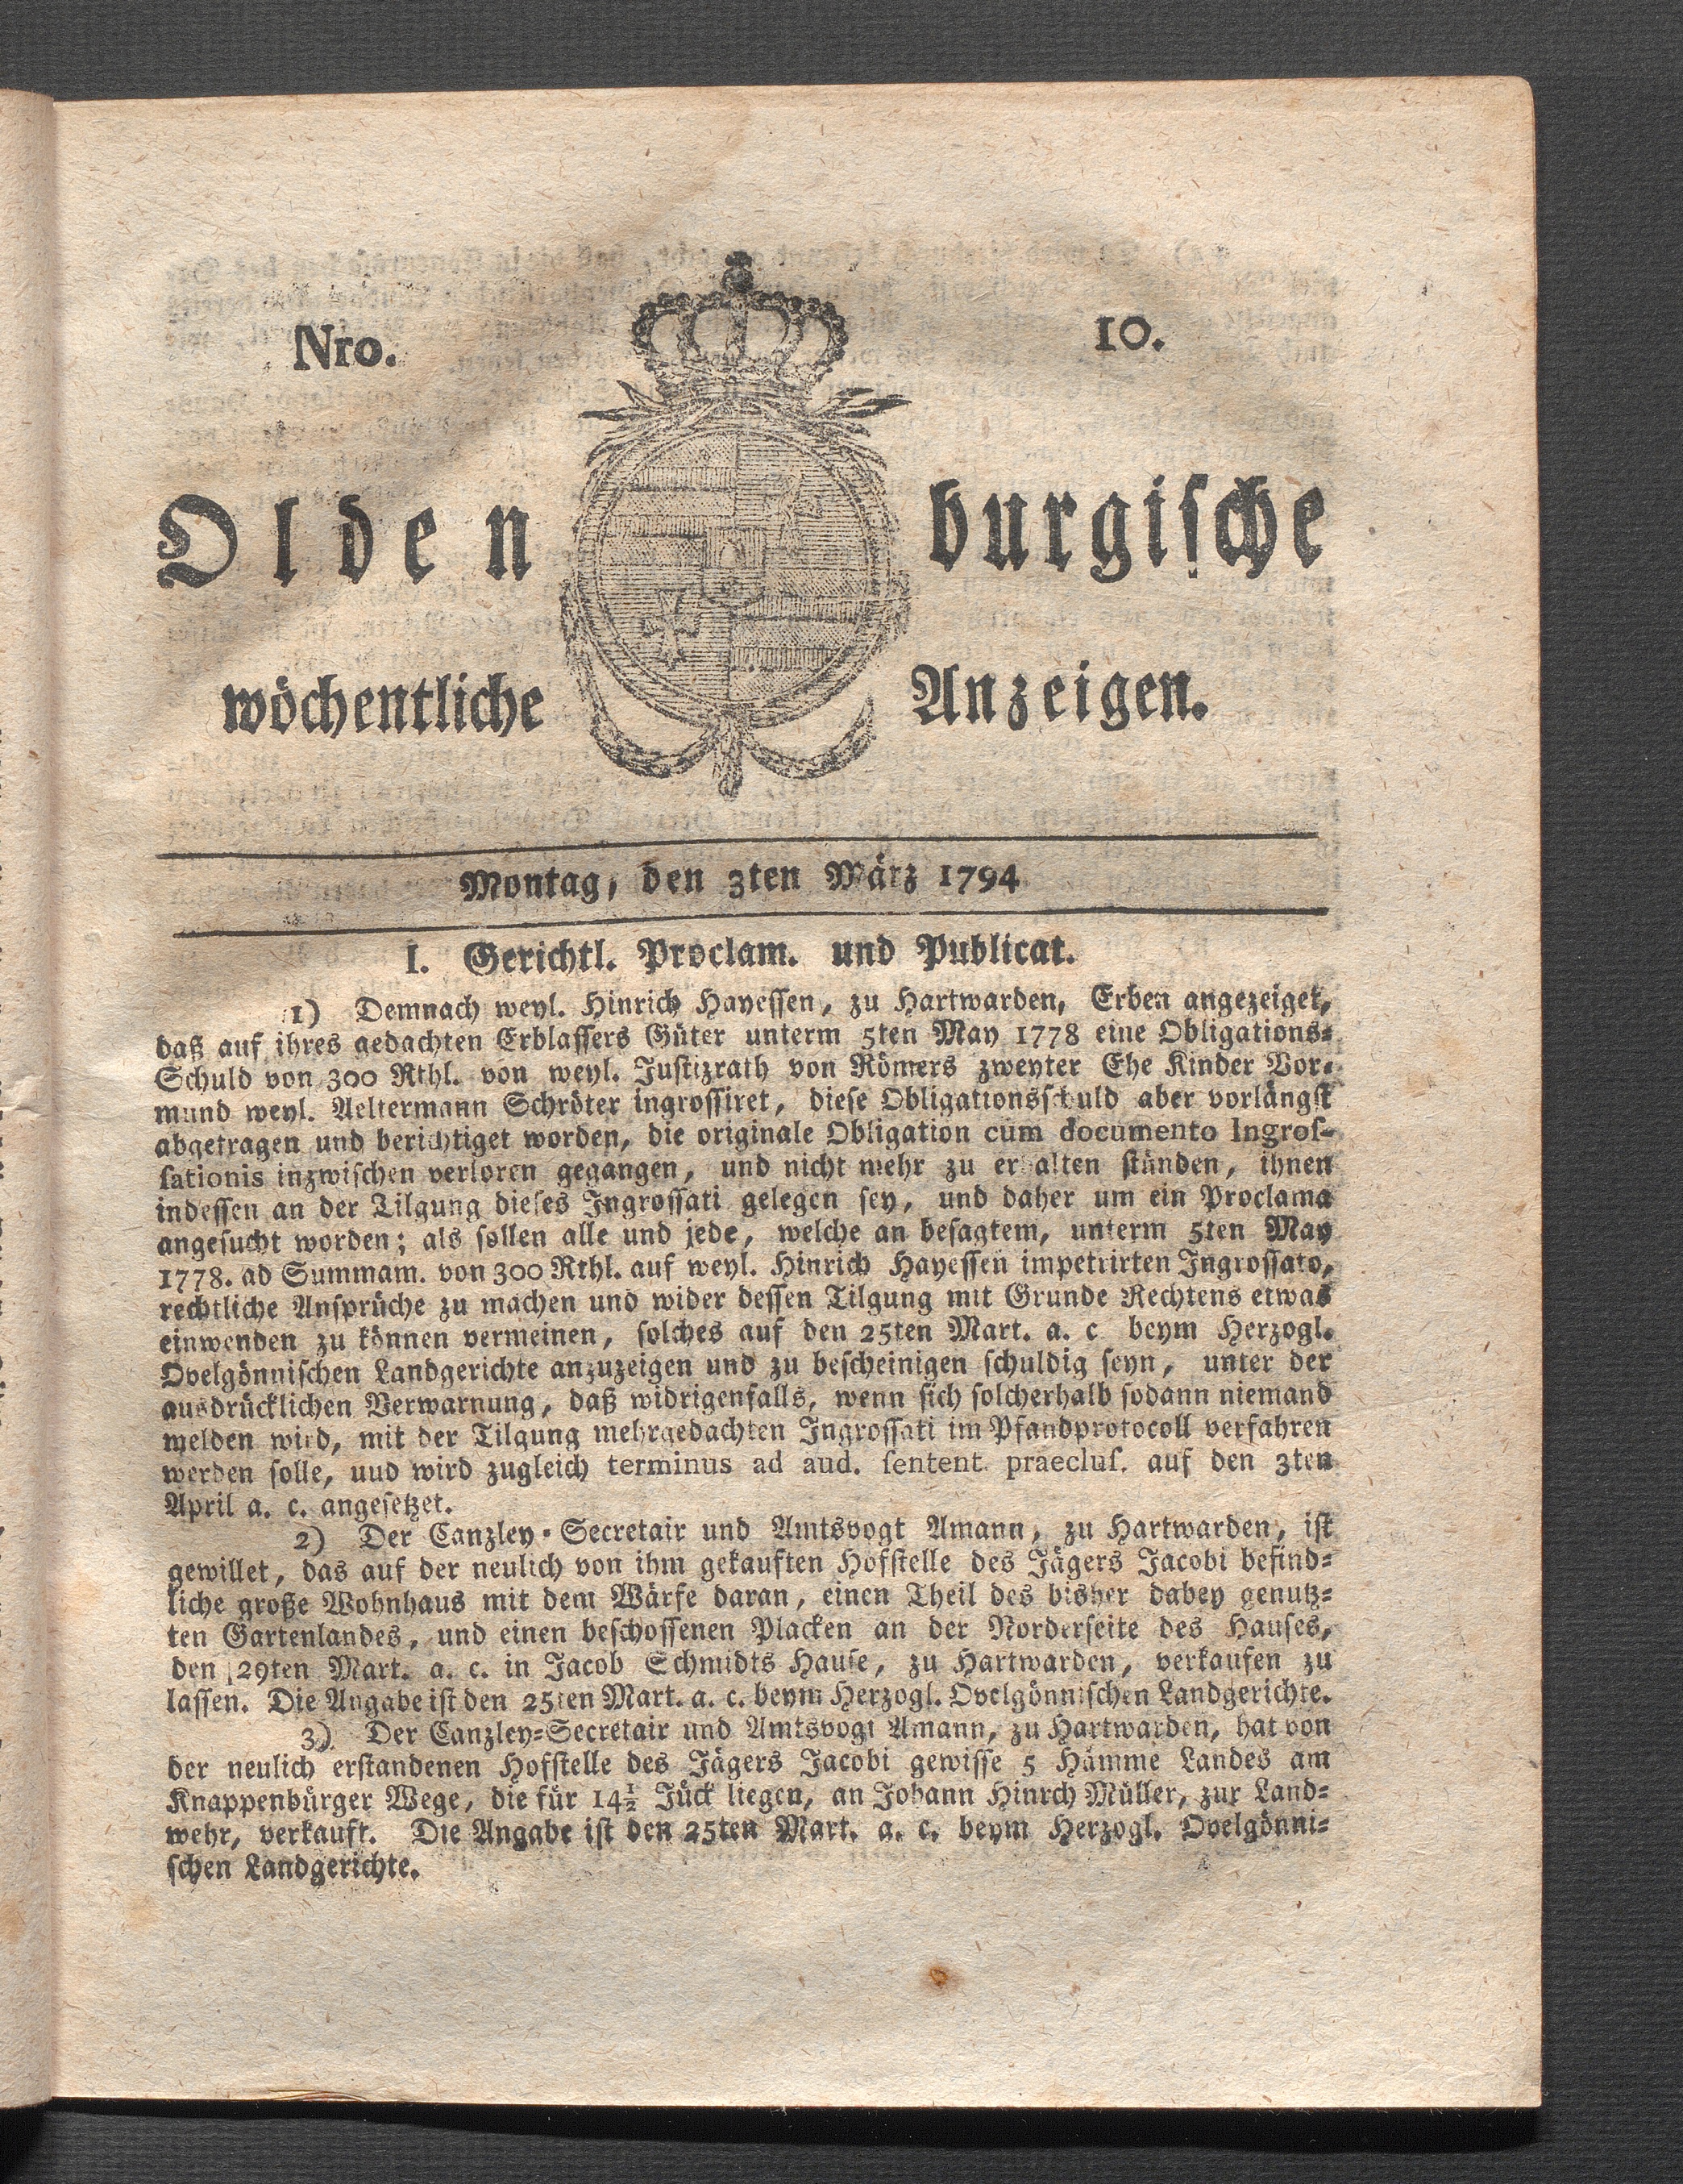 Nro. 10.
Olden burgische
wöchentliche Anzeigen.
Montag, den 3ten März 1794
I. Gerichtl. Proclam. und Publicat.
1) Demnach weyl. Hinrich Hayessen, zu Hartwarden, Erben angezeiget,
daß auf ihres gedachten Erblassers Güter unterm 5ten May 1778 eine Obligations-
Schuld von 300 Rthl. von weyl. Justizrath von Römers zweyter Ehe Kinder Vor-
mund weyl. Aeltermann Schröter ingrossiret, diese Obligationsschuld aber vorlängst
abgetragen und berichtiget worden, die originale Obligation cum documento Ingros-
sationis inzwischen verloren gegangen, und nicht mehr zu erhalten stünden, ihnen
indessen an der Tilgung dieses Ingrossati gelegen sey, und daher um ein Proclama
angesucht worden; als sollen alle und jede, welche an besagtem, unterm 5ten May
1778. ad Summam. von 300 Rthl. auf weyl. Hinrich Hayessen impetrirten Ingrossato,
rechtliche Ansprüche zu machen und wider dessen Tilgung mit Grunde Rechtens etwas
einwenden zu können vermeinen, solches auf den 25ten Mart. a. c beym Herzogl.
Ovelgönnischen Landgerichte anzuzeigen und zu bescheinigen schuldig seyn, unter der
ausdrücklichen Verwarnung, daß widrigenfalls, wenn sich solcherhalb sodann niemand
melden wird, mit der Tilgung mehrgedachten Ingrossati im Pfandprotocoll verfahren
werden solle, uud wird zugleich terminus ad aud. sentent. praeclus. auf den 3ten
April a. c. angesetzet.
2) Der Canzley-Secretair und Amtsvogt Amann, zu Hartwarden, ist
gewillet, das auf der neulich von ihm gekauften Hofstelle des Jägers Jacobi befind-
liche große Wohnhaus mit dem Wärfe daran, einen Theil des bisher dabey genutz-
ten Gartenlandes, und einen beschossenen Placken an der Norderseite des Hauses,
den 29ten Mart. a. c. in Jacob Schmidts Hause, zu Hartwarden, verkaufen zu
lassen. Die Angabe ist den 25ten Mart. a. c. beym Herzogl. Ovelgönnischen Landgerichte.
3) Der Canzley-Secretair und Amtsvogt Amann, zu Hartwarden, hat von
der neulich erstandenen Hofstelle des Jägers Jacobi gewisse 5 Hämme Landes am
Knappenbürger Wege, die für 14½ Jück liegen, an Johann Hinrch Müller, zur Land-
wehr, verkauft. Die Angabe ist den 25ten Mart. a. c. beym Herzogl. Ovelgönni-
schen Landgerichte.